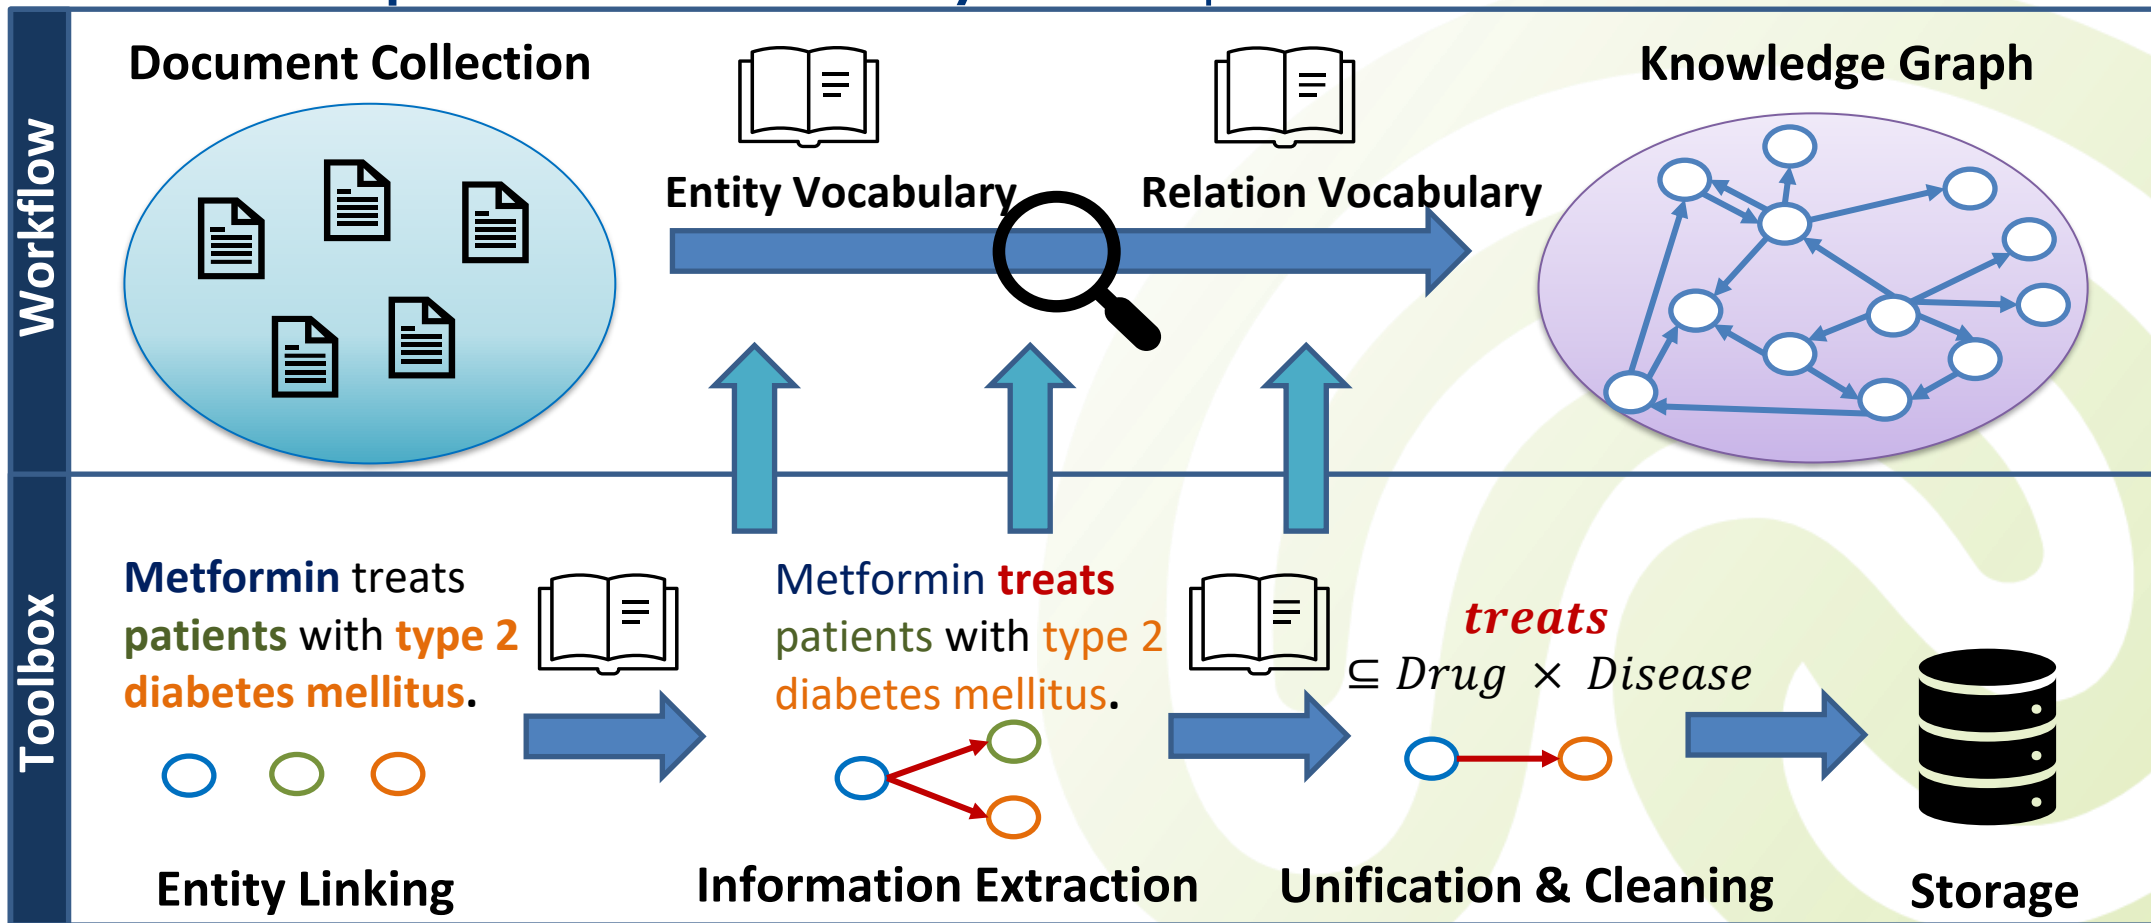 Workflow
Document Collection
Entity Vocabulary
Relation Vocabulary
Knowledge Graph
Toolbox
Metformin treats
patients with type 2
diabetes mellitus.
Entity Linking
Metformin treats
patients with type 2
diabetes mellitus.
Information Extraction
treats
⊆ Drug × Disease
Unification & Cleaning
Storage